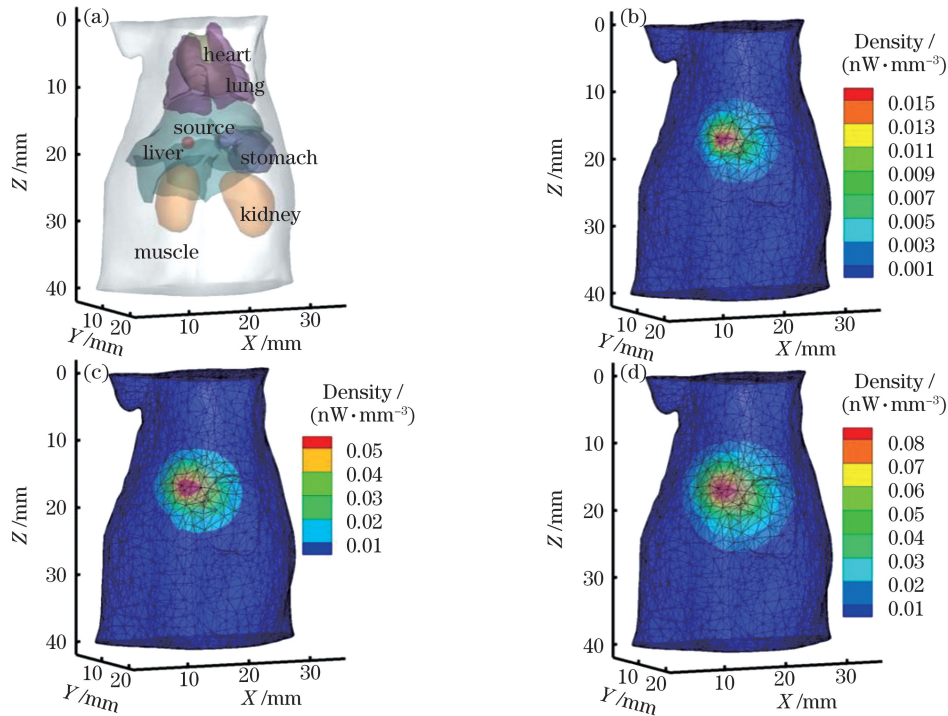 (a)
0
10
20
30
40
Z /mm
heart
lung
source
liver
stomach
kidney
muscle
10
20
Y /mm
10
20
30
X /mm
(b)
0
10
20
30
40
Z /mm
10
20
Y /mm
10
20
30
X /mm
Density /
(nW·mm⁻³)
0.015
0.013
0.011
0.009
0.007
0.005
0.003
0.001
(c)
0
10
20
30
40
Z /mm
10
20
Y /mm
10
20
30
X /mm
Density /
(nW·mm⁻³)
0.05
0.04
0.03
0.02
0.01
(d)
0
10
20
30
40
Z /mm
10
20
Y /mm
10
20
30
X /mm
Density /
(nW·mm⁻³)
0.08
0.07
0.06
0.05
0.04
0.03
0.02
0.01